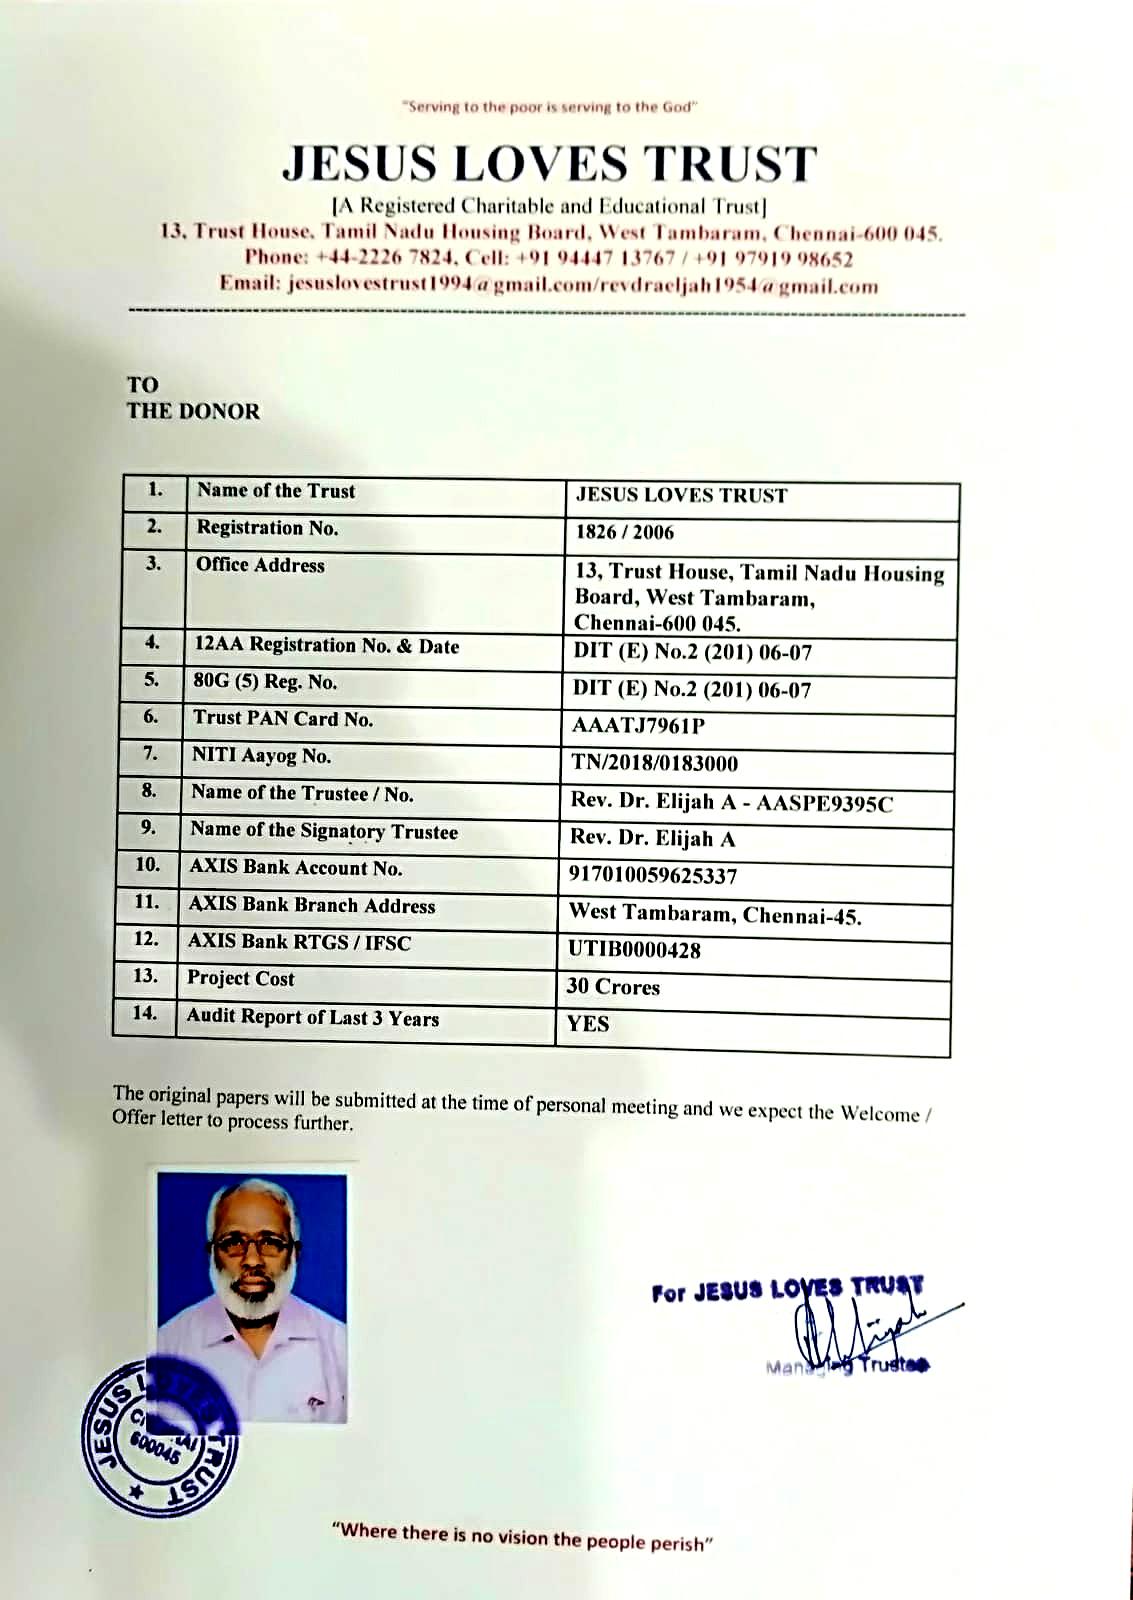 "Serving to the poor is serving to the God"
JESUS LOVES TRUST
[A Registered Charitable and Educational Trust]
13, Trust House, Tamil Nadu Housing Board, West Tambaram, Chennai-600 045.
Phone: +44-2226 7824, Cell: +91 94447 13767 / +91 97919 98652
Email: jesuslovestrust1994@gmail.com/revdraeljah1954@gmail.com
TO
THE DONOR
1. Name of the Trust JESUS LOVES TRUST
2. Registration No. 1826 / 2006
3. Office Address 13, Trust House, Tamil Nadu Housing
Board, West Tambaram,
Chennai-600 045.
4. 12AA Registration No. & Date DIT (E) No.2 (201) 06-07
5. 80G (5) Reg. No. DIT (E) No.2 (201) 06-07
6. Trust PAN Card No. AAATJ7961P
7. NITI Aayog No. TN/2018/0183000
8. Name of the Trustee / No. Rev. Dr. Elijah A - AASPE9395C
9. Name of the Signatory Trustee Rev. Dr. Elijah A
10. AXIS Bank Account No. 917010059625337
11. AXIS Bank Branch Address West Tambaram, Chennai-45.
12. AXIS Bank RTGS / IFSC UTIB0000428
13. Project Cost 30 Crores
14. Audit Report of Last 3 Years YES
The original papers will be submitted at the time of personal meeting and we expect the Welcome /
Offer letter to process further.
For JESUS LOVES TRUST
Managing Trustee
JESUS LOVES TRUST
CHENNAI
600045
"Where there is no vision the people perish"